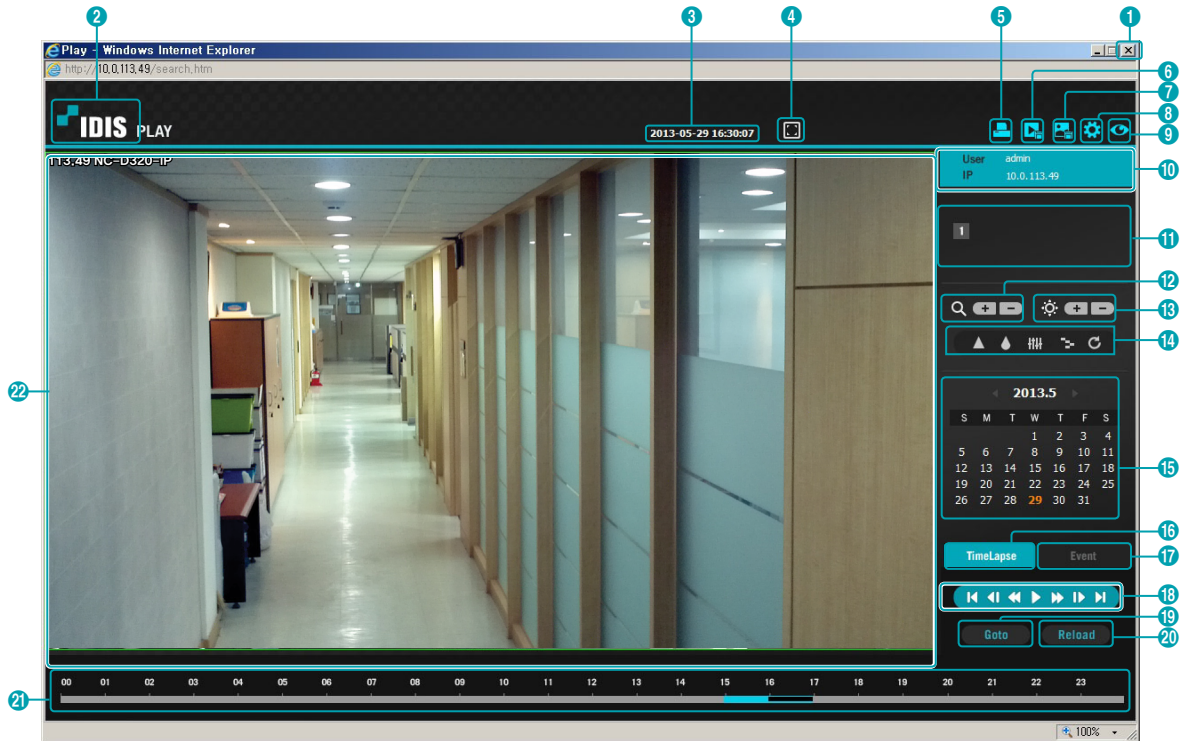 2
3
4
5
1
Play - Windows Internet Explorer
http://10,0,113,49/search,htm
6
7
8
9
IDIS PLAY
2013-05-29 16:30:07
113,49 NC-D320-IP
User admin
IP 10.0.113.49
10
1
11
12
13
14
2013.5
S M T W T F S
1 2 3 4
5 6 7 8 9 10 11
12 13 14 15 16 17 18
19 20 21 22 23 24 25
26 27 28 29 30 31
15
16
TimeLapse Event
17
18
19
Goto Reload
20
22
00 01 02 03 04 05 06 07 08 09 10 11 12 13 14 15 16 17 18 19 20 21 22 23
21
100%